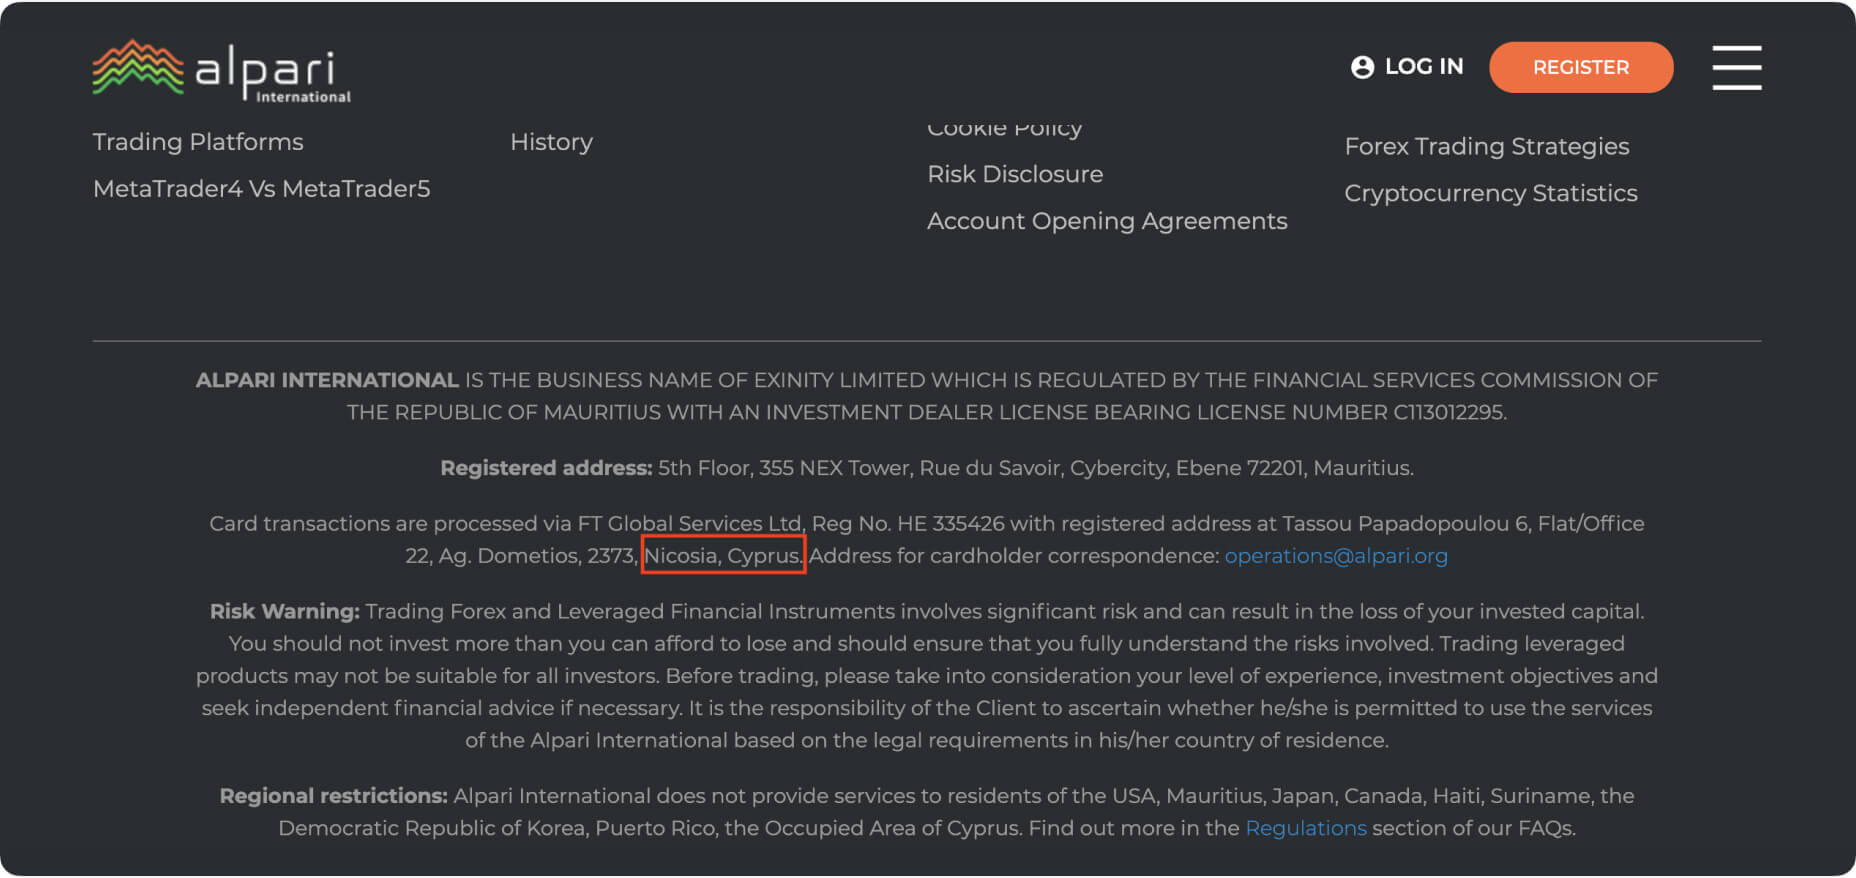 alpari
International
LOG IN
REGISTER
Trading Platforms
MetaTrader4 Vs MetaTrader5
History
Cookie Policy
Risk Disclosure
Account Opening Agreements
Forex Trading Strategies
Cryptocurrency Statistics
ALPARI INTERNATIONAL IS THE BUSINESS NAME OF EXINITY LIMITED WHICH IS REGULATED BY THE FINANCIAL SERVICES COMMISSION OF
THE REPUBLIC OF MAURITIUS WITH AN INVESTMENT DEALER LICENSE BEARING LICENSE NUMBER C113012295.
Registered address: 5th Floor, 355 NEX Tower, Rue du Savoir, Cybercity, Ebene 72201, Mauritius.
Card transactions are processed via FT Global Services Ltd, Reg No. HE 335426 with registered address at Tassou Papadopoulou 6, Flat/Office
22, Ag. Dometios, 2373, Nicosia, Cyprus. Address for cardholder correspondence: operations@alpari.org
Risk Warning: Trading Forex and Leveraged Financial Instruments involves significant risk and can result in the loss of your invested capital.
You should not invest more than you can afford to lose and should ensure that you fully understand the risks involved. Trading leveraged
products may not be suitable for all investors. Before trading, please take into consideration your level of experience, investment objectives and
seek independent financial advice if necessary. It is the responsibility of the Client to ascertain whether he/she is permitted to use the services
of the Alpari International based on the legal requirements in his/her country of residence.
Regional restrictions: Alpari International does not provide services to residents of the USA, Mauritius, Japan, Canada, Haiti, Suriname, the
Democratic Republic of Korea, Puerto Rico, the Occupied Area of Cyprus. Find out more in the Regulations section of our FAQs.